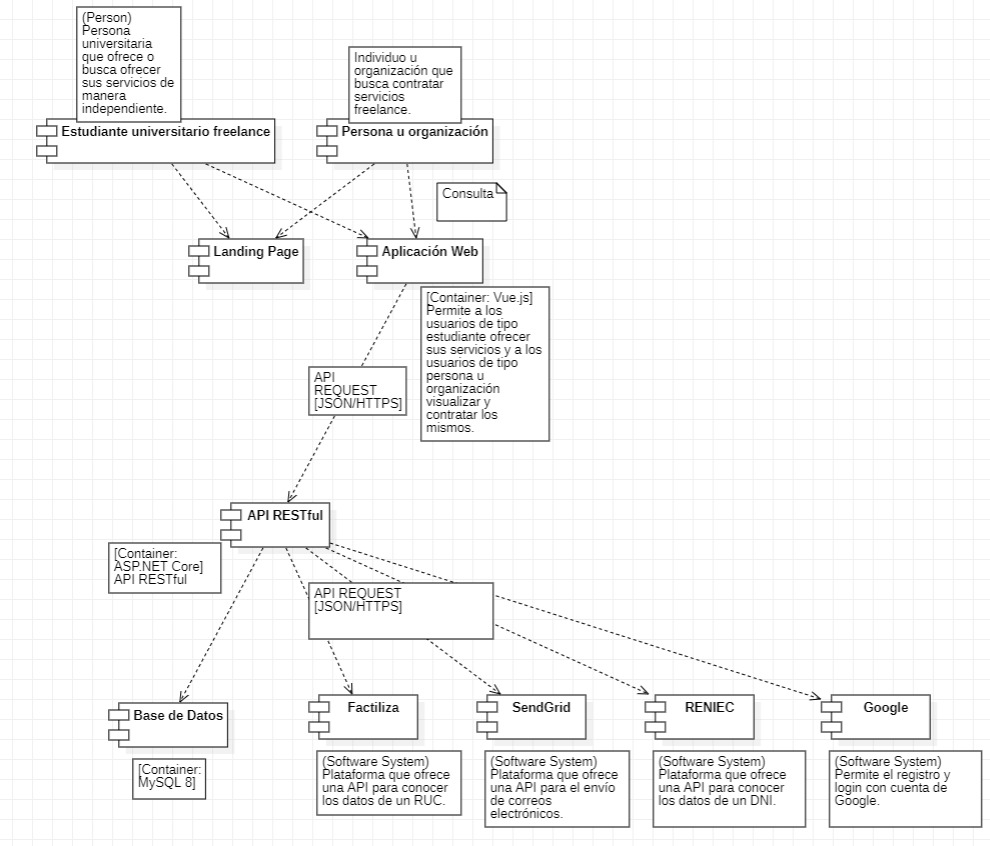 (Person)
Persona
universitaria
que ofrece o
busca ofrecer
sus servicios de
manera
independiente.
Individuo u
organización que
busca contratar
servicios
freelance.
Estudiante universitario freelance
Persona u organización
Consulta
Landing Page
Aplicación Web
[Container: Vue.js]
Permite a los
usuarios de tipo
estudiante ofrecer
sus servicios y a los
usuarios de tipo
persona u
organización
visualizar y
contratar los
mismos.
API
REQUEST
[JSON/HTTPS]
API RESTful
[Container:
ASP.NET Core]
API RESTful
API REQUEST
[JSON/HTTPS]
Base de Datos
[Container:
MySQL 8]
Factiliza
(Software System)
Plataforma que ofrece
una API para conocer
los datos de un RUC.
SendGrid
(Software System)
Plataforma que ofrece
una API para el envío
de correos
electrónicos.
RENIEC
(Software System)
Plataforma que ofrece
una API para conocer
los datos de un DNI.
Google
(Software System)
Permite el registro y
login con cuenta de
Google.